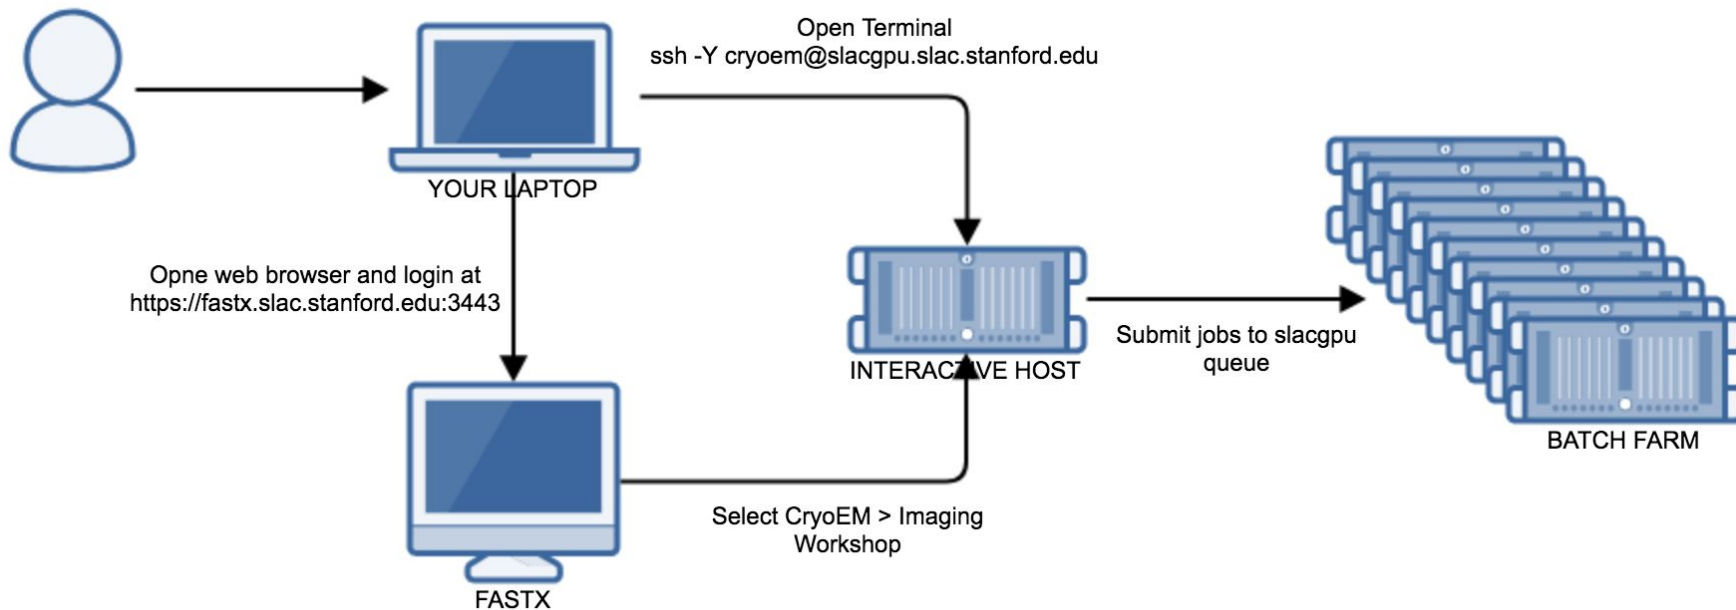 Open Terminal
ssh -Y cryoem@slacgpu.slac.stanford.edu
YOUR LAPTOP
Opne web browser and login at
https://fastx.slac.stanford.edu:3443
INTERACTIVE HOST
Submit jobs to slacgpu
queue
BATCH FARM
Select CryoEM > Imaging
Workshop
FASTX